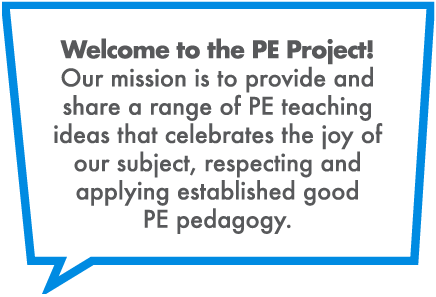 Welcome to the PE Project!
Our mission is to provide and
share a range of PE teaching
ideas that celebrates the joy of
our subject, respecting and
applying established good
PE pedagogy.